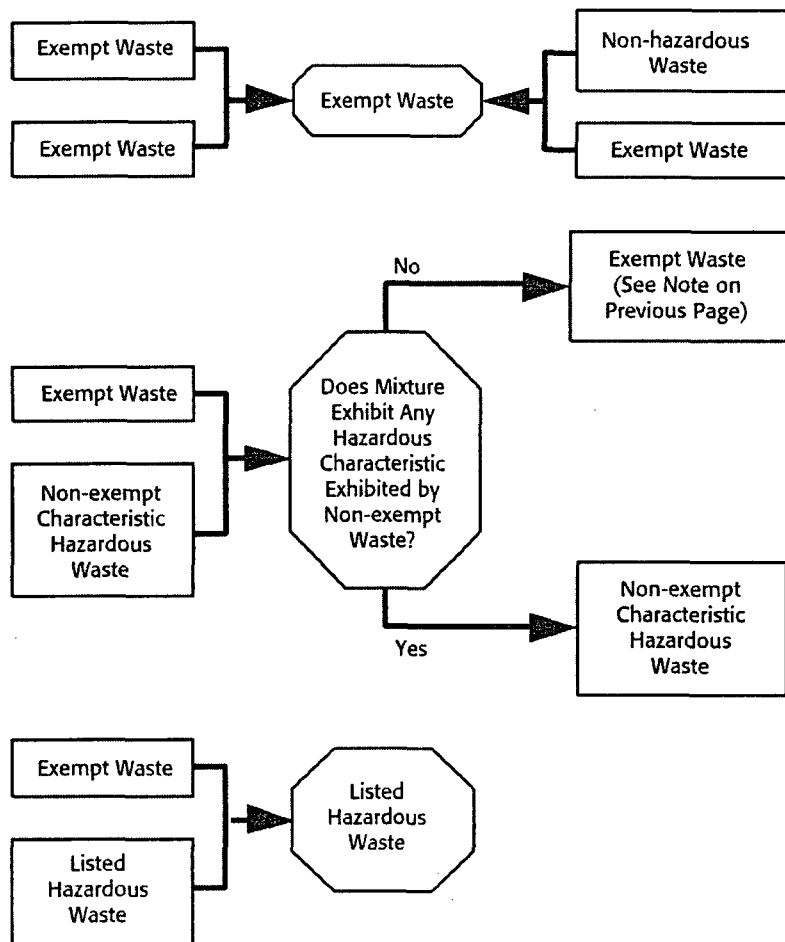 Exempt Waste
Exempt Waste
Exempt Waste
Non-hazardous
Waste
Exempt Waste
No
Exempt Waste
(See Note on
Previous Page)
Exempt Waste
Non-exempt
Characteristic
Hazardous
Waste
Does Mixture
Exhibit Any
Hazardous
Characteristic
Exhibited by
Non-exempt
Waste?
Yes
Non-exempt
Characteristic
Hazardous
Waste
Exempt Waste
Listed
Hazardous
Waste
Listed
Hazardous
Waste